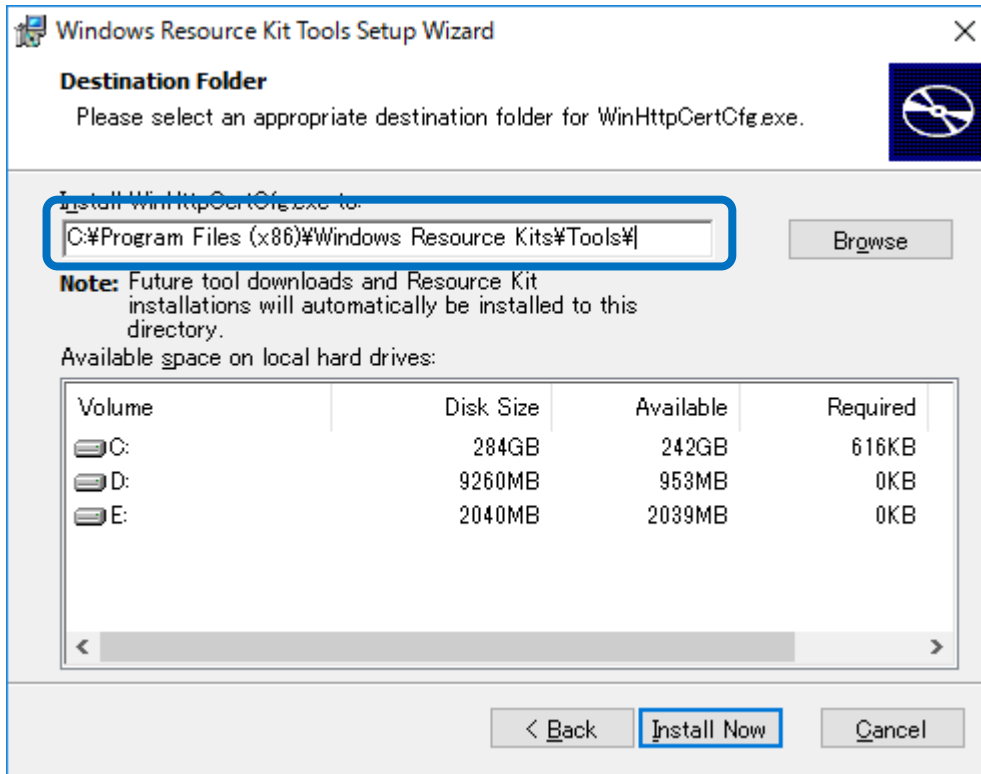 Windows Resource Kit Tools Setup Wizard
Destination Folder
Please select an appropriate destination folder for WinHttpCertCfg.exe.
Install WinHttpCertCfg.exe to:
C:¥Program Files (x86)¥Windows Resource Kits¥Tools¥
Browse
Note: Future tool downloads and Resource Kit
installations will automatically be installed to this
directory.
Available space on local hard drives:
Volume Disk Size Available Required
C: 284GB 242GB 616KB
D: 9260MB 953MB 0KB
E: 2040MB 2039MB 0KB
< Back Install Now Cancel